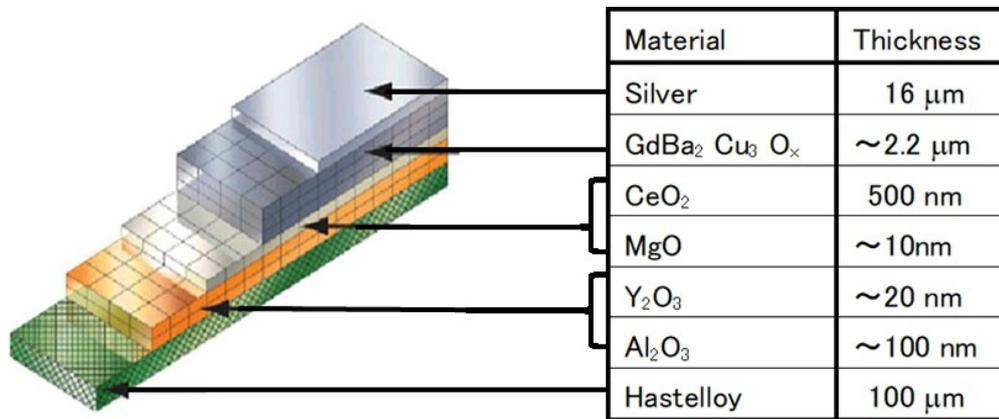 Material Thickness
Silver 16 μm
GdBa₂ Cu₃ Oₓ ~2.2 μm
CeO₂ 500 nm
MgO ~10nm
Y₂O₃ ~20 nm
Al₂O₃ ~100 nm
Hastelloy 100 μm